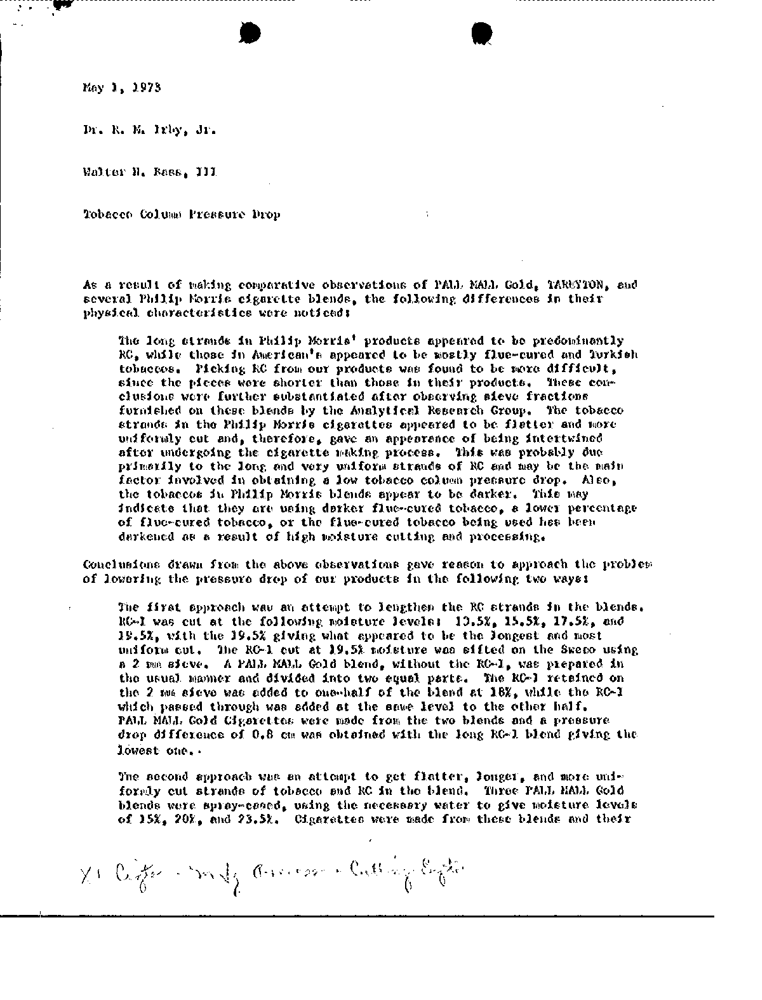 May 1, 1973
Dr. R. M. Irby, Jr.
Walter H. Bass, III
Tobacco Column Pressure Drop
As a result of making comparative observations of PALL MALL Gold, TAREYTON, and
several Philip Morris cigarette blends, the following differences in their
physical characteristics were noticed:
The long strands in Philip Morris' products appeared to be predominantly
RC, while those in American's appeared to be mostly flue-cured and Turkish
tobaccos. Picking RC from our products was found to be more difficult,
since the pieces were shorter than those in their products. These con-
clusions were further substantiated after observing sieve fractions
furnished on these blends by the Analytical Research Group. The tobacco
strands in the Philip Morris cigarettes appeared to be flatter and more
uniformly cut and, therefore, gave an appearance of being intertwined
after undergoing the cigarette making process. This was probably due
primarily to the long and very uniform strands of RC and may be the main
factor involved in obtaining a low tobacco column pressure drop. Also,
the tobaccos in Philip Morris blends appear to be darker. This may
indicate that they are using darker flue-cured tobacco, a lower percentage
of flue-cured tobacco, or the flue-cured tobacco being used has been
darkened as a result of high moisture cutting and processing.
Conclusions drawn from the above observations gave reason to approach the problem
of lowering the pressure drop of our products in the following two ways:
The first approach was an attempt to lengthen the RC strands in the blends.
RC-1 was cut at the following moisture levels: 13.5%, 15.5%, 17.5%, and
19.5%, with the 19.5% giving what appeared to be the longest and most
uniform cut. The RC-1 cut at 19.5% moisture was sifted on the Sweco using
a 2 mm sieve. A PALL MALL Gold blend, without the RC-1, was prepared in
the usual manner and divided into two equal parts. The RC-1 retained on
the 2 mm sieve was added to one-half of the blend at 18%, while the RC-1
which passed through was added at the same level to the other half.
PALL MALL Gold Cigarettes were made from the two blends and a pressure
drop difference of 0.8 cm was obtained with the long RC-1 blend giving the
lowest one.
The second approach was an attempt to get flatter, longer, and more uni-
formly cut strands of tobacco and RC in the blend. Three PALL MALL Gold
blends were spray-cased, using the necessary water to give moisture levels
of 15%, 20%, and 23.5%. Cigarettes were made from these blends and their